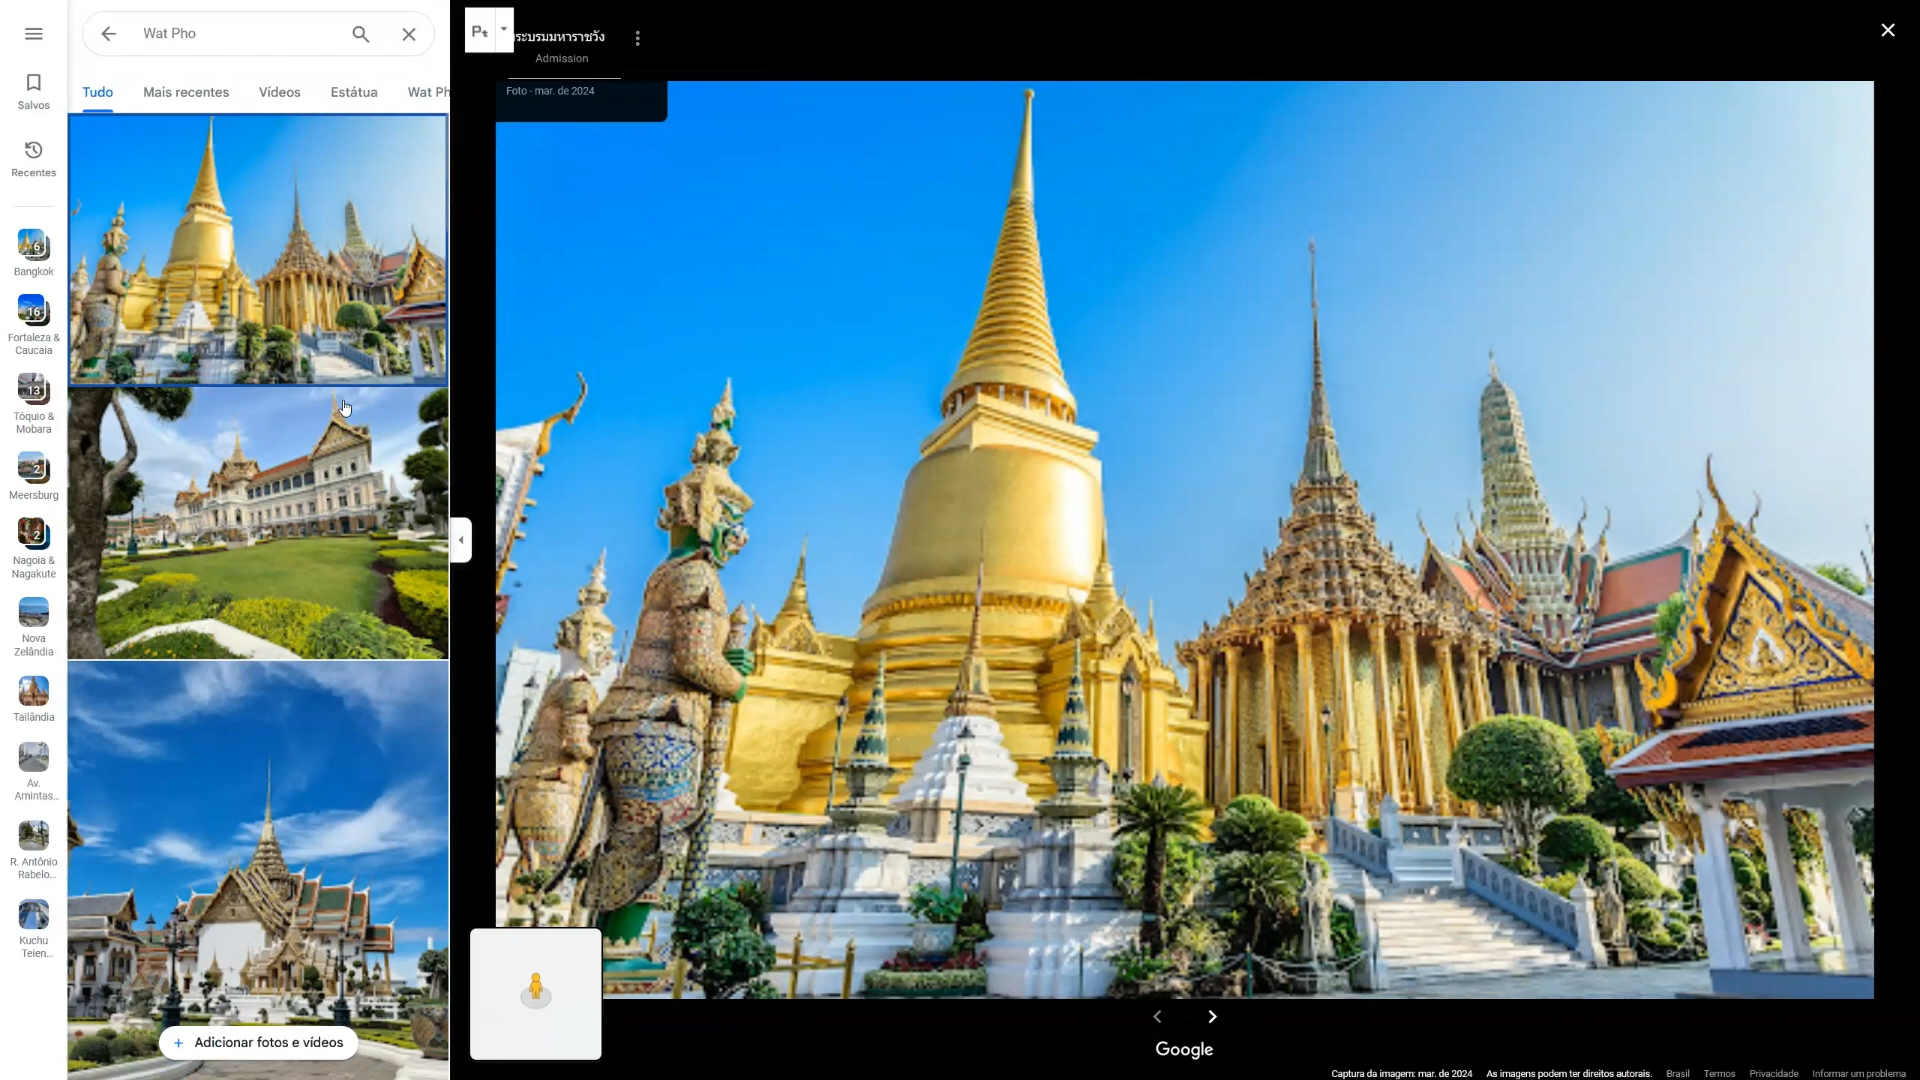 Wat Pho
Tudo
Mais recentes
Vídeos
Estátua
Wat Ph
Salvos
Recentes
6
Bangkok
16
Fortaleza &
Caucaia
13
Tóquio &
Mobara
2
Meersburg
2
Nagoia &
Nagakute
Nova
Zelândia
Tailândia
Av.
Amintas...
R. Antônio
Rabelo...
Kuchu
Teien...
+ Adicionar fotos e vídeos
Pt
ระบรมมหาราชวัง
Admission
Foto - mar. de 2024
Google
Captura da imagem: mar. de 2024
As imagens podem ter direitos autorais.
Brasil
Termos
Privacidade
Informar um problema